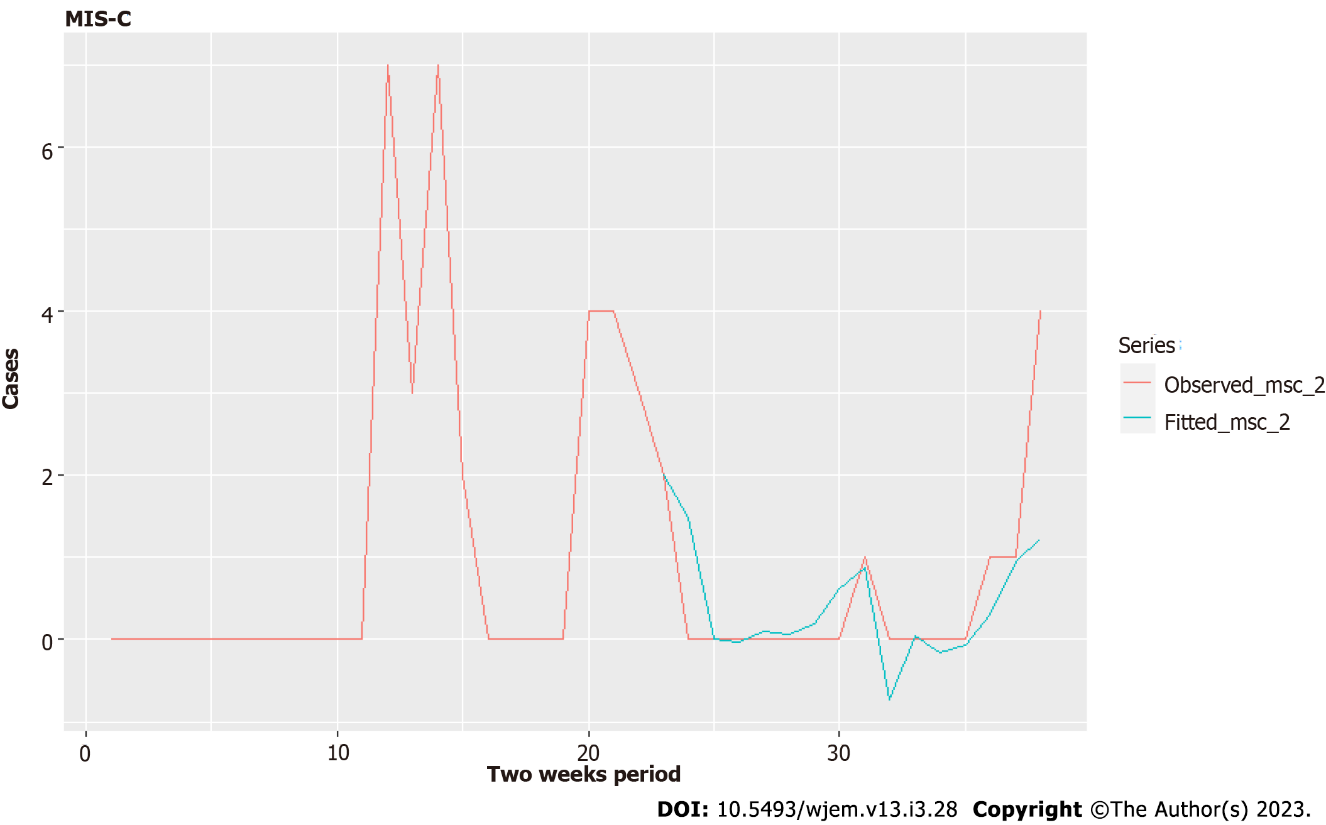 MIS-C
6
4
2
0
Cases
0 10 20 30
Two weeks period
Series
Observed_msc_2
Fitted_msc_2
DOI: 10.5493/wjem.v13.i3.28 Copyright ©The Author(s) 2023.